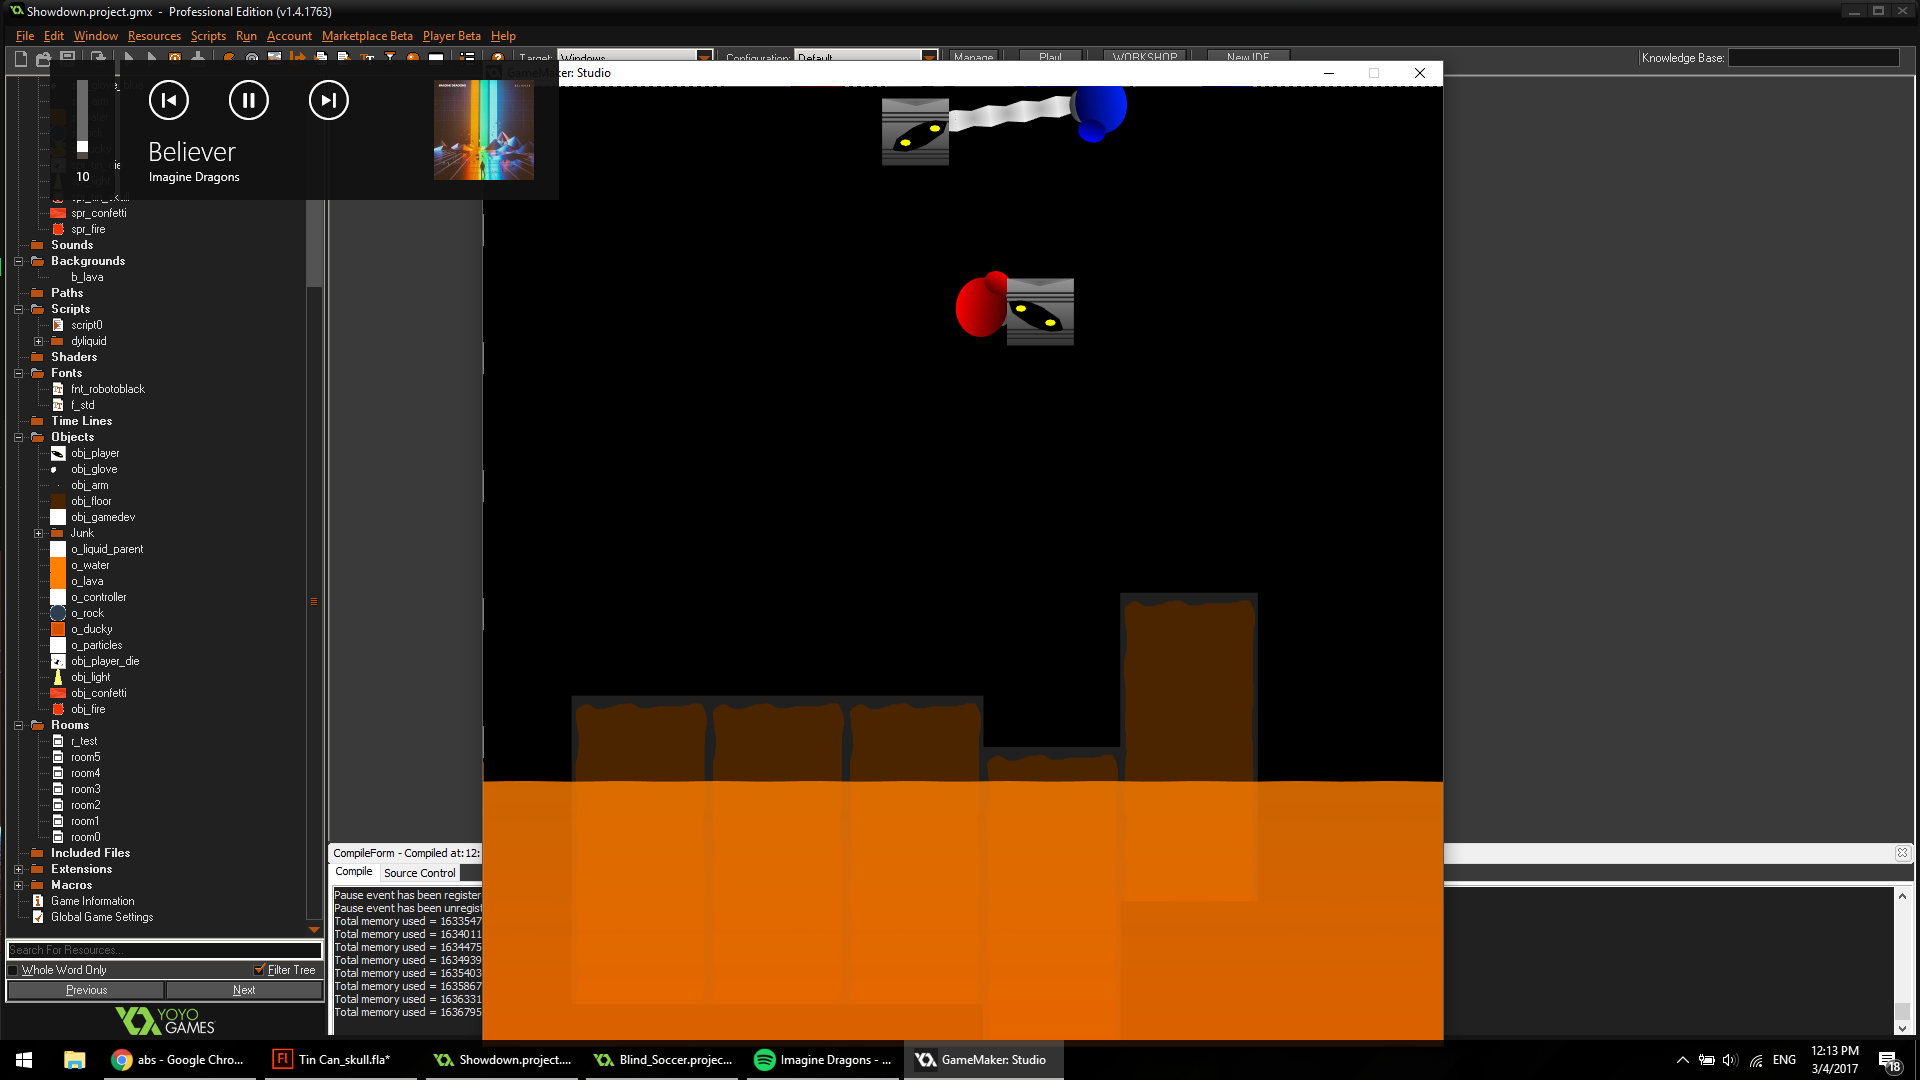 Showdown.project.gmx - Professional Edition (v1.4.1763)
File Edit Window Resources Scripts Run Account Marketplace Beta Player Beta Help
Target: Windows Configuration: Default Manage Play! WORKSHOP New IDE Knowledge Base:
GameMaker: Studio
Believer
Imagine Dragons
10
IMAGINE DRAGONS
spr_confetti
spr_fire
Sounds
Backgrounds
b_lava
Paths
Scripts
script0
dyliquid
Shaders
Fonts
fnt_robotoblack
f_std
Time Lines
Objects
obj_player
obj_glove
obj_arm
obj_floor
obj_gamedev
Junk
o_liquid_parent
o_water
o_lava
o_controller
o_rock
o_ducky
o_particles
obj_player_die
obj_light
obj_confetti
obj_fire
Rooms
r_test
room5
room4
room3
room2
room1
room0
Included Files
Extensions
Macros
Game Information
Global Game Settings
Search For Resources...
Whole Word Only Filter Tree
Previous Next
YOYO
GAMES
CompileForm - Compiled at: 12:
Compile Source Control
Pause event has been register
Pause event has been unregist
Total memory used = 1633547
Total memory used = 1634011
Total memory used = 1634475
Total memory used = 1634939
Total memory used = 1635403
Total memory used = 1635867
Total memory used = 1636331
Total memory used = 1636795
abs - Google Chro...
Tin Can_skull.fla*
Showdown.project....
Blind_Soccer.projec...
Imagine Dragons - ...
GameMaker: Studio
ENG
12:13 PM
3/4/2017
18